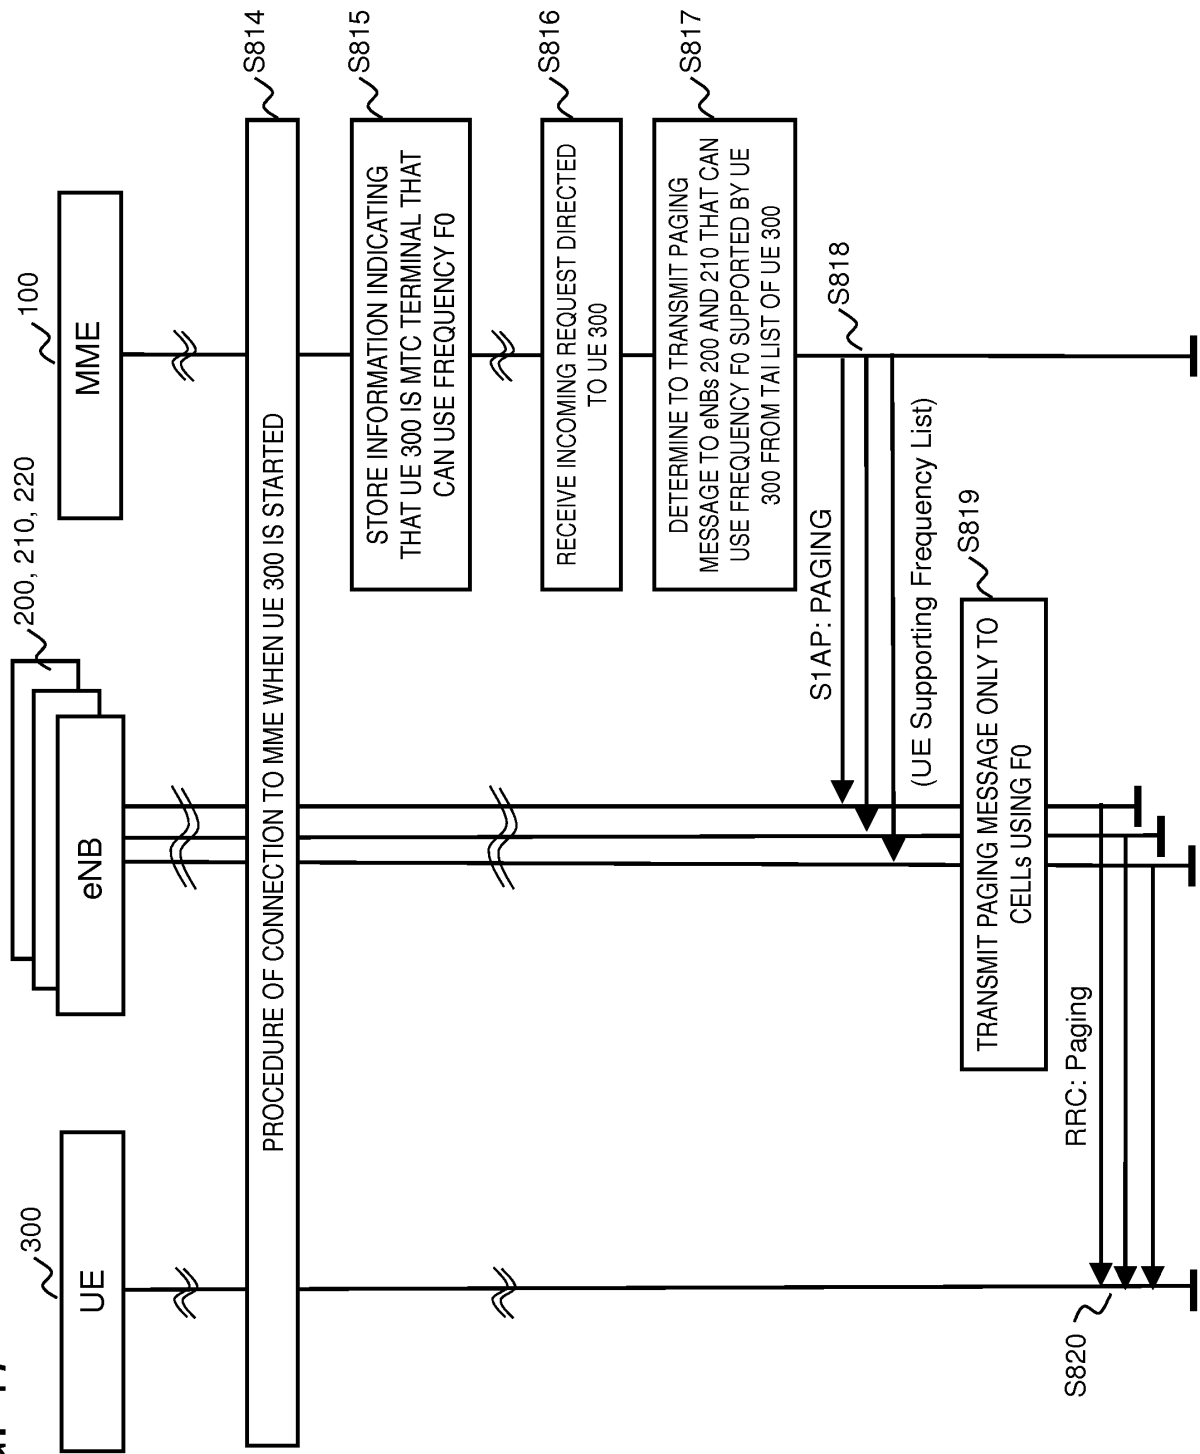 300
UE
200, 210, 220
eNB
100
MME
PROCEDURE OF CONNECTION TO MME WHEN UE 300 IS STARTED
S814
STORE INFORMATION INDICATING
THAT UE 300 IS MTC TERMINAL THAT
CAN USE FREQUENCY F0
S815
RECEIVE INCOMING REQUEST DIRECTED
TO UE 300
S816
DETERMINE TO TRANSMIT PAGING
MESSAGE TO eNBs 200 AND 210 THAT CAN
USE FREQUENCY F0 SUPPORTED BY UE
300 FROM TAI LIST OF UE 300
S817
S1AP: PAGING
S818
(UE Supporting Frequency List)
TRANSMIT PAGING MESSAGE ONLY TO
CELLs USING F0
S819
RRC: Paging
S820